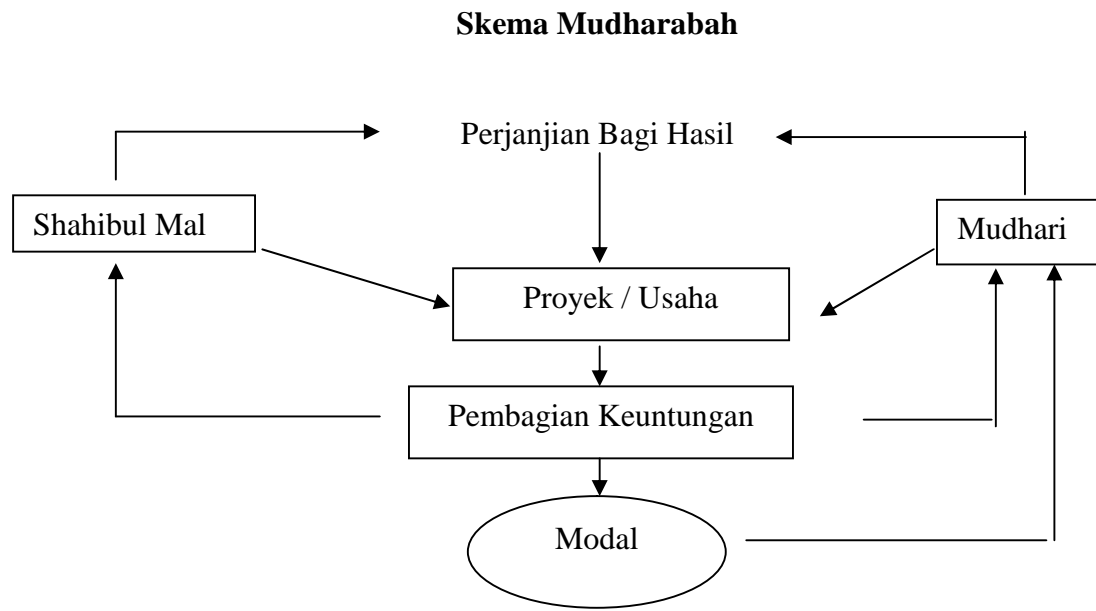 Skema Mudharabah
Perjanjian Bagi Hasil
Shahibul Mal
Mudhari
Proyek / Usaha
Pembagian Keuntungan
Modal